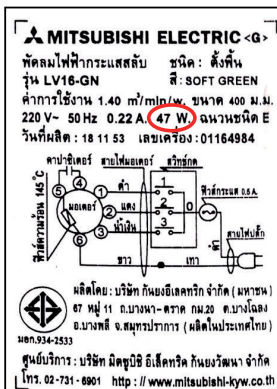 MITSUBISHI ELECTRIC <G>
พัดลมไฟฟ้ากระแสสลับ ชนิด : ตั้งพื้น
รุ่น LV16-GN สี : SOFT GREEN
ค่าการใช้งาน 1.40 m³/min/w. ขนาด 400 ม.ม.
220 V~ 50 Hz 0.22 A. 47 W. ฉนวนชนิด E
วันที่ผลิต : 18 11 53 เลขเครื่อง : 01164984
คาปาซิเตอร์ สายไฟมอเตอร์ สวิทช์กด
ฟิวส์ความร้อน 145°C
5 4
มอเตอร์
1 ดำ 1
2 แดง 2 0
3 น้ำเงิน 3
6
ฟิวส์กระแส 0.5A.
สายไฟปลั๊ก
ดำ
ขาว เทา
ผลิตโดย : บริษัท กันยงอีเลคทริก จำกัด ( มหาชน )
67 หมู่ 11 ถ.บางนา-ตราด กม.20 ต.บางโฉลง
อ.บางพลี จ.สมุทรปราการ ( ผลิตในประเทศไทย )
มอก.934-2533
ศูนย์บริการ : บริษัท มิตซูบิชิ อีเล็คทริค กันยงวัฒนา จำกัด
โทร. 02-731-6901 http : // www.mitsubishi-kyw.co.th